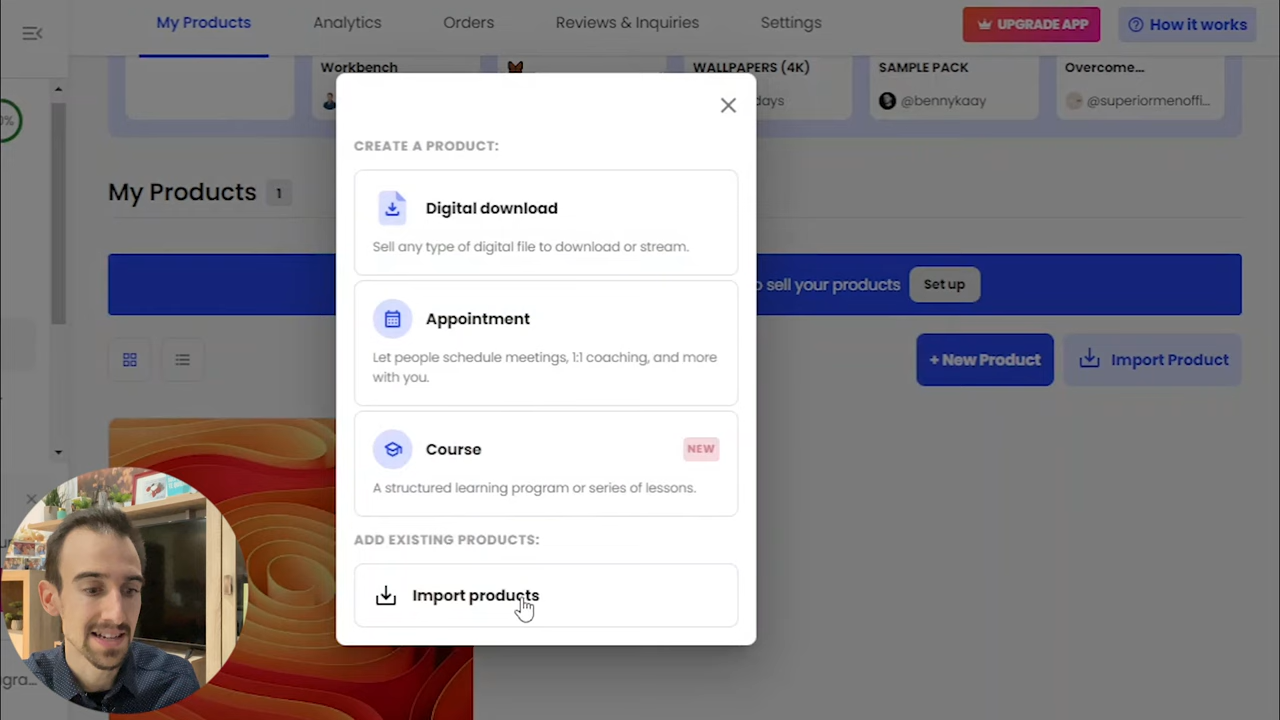 My Products
Analytics
Orders
Reviews & Inquiries
Settings
UPGRADE APP
How it works
Workbench
WALLPAPERS (4K)
SAMPLE PACK
Overcome...
days
@bennykaay
@superiormenoffi...
CREATE A PRODUCT:
Digital download
Sell any type of digital file to download or stream.
My Products 1
Appointment
Let people schedule meetings, 1:1 coaching, and more
with you.
o sell your products
Set up
+ New Product
Import Product
Course
NEW
A structured learning program or series of lessons.
ADD EXISTING PRODUCTS:
Import products
gra...